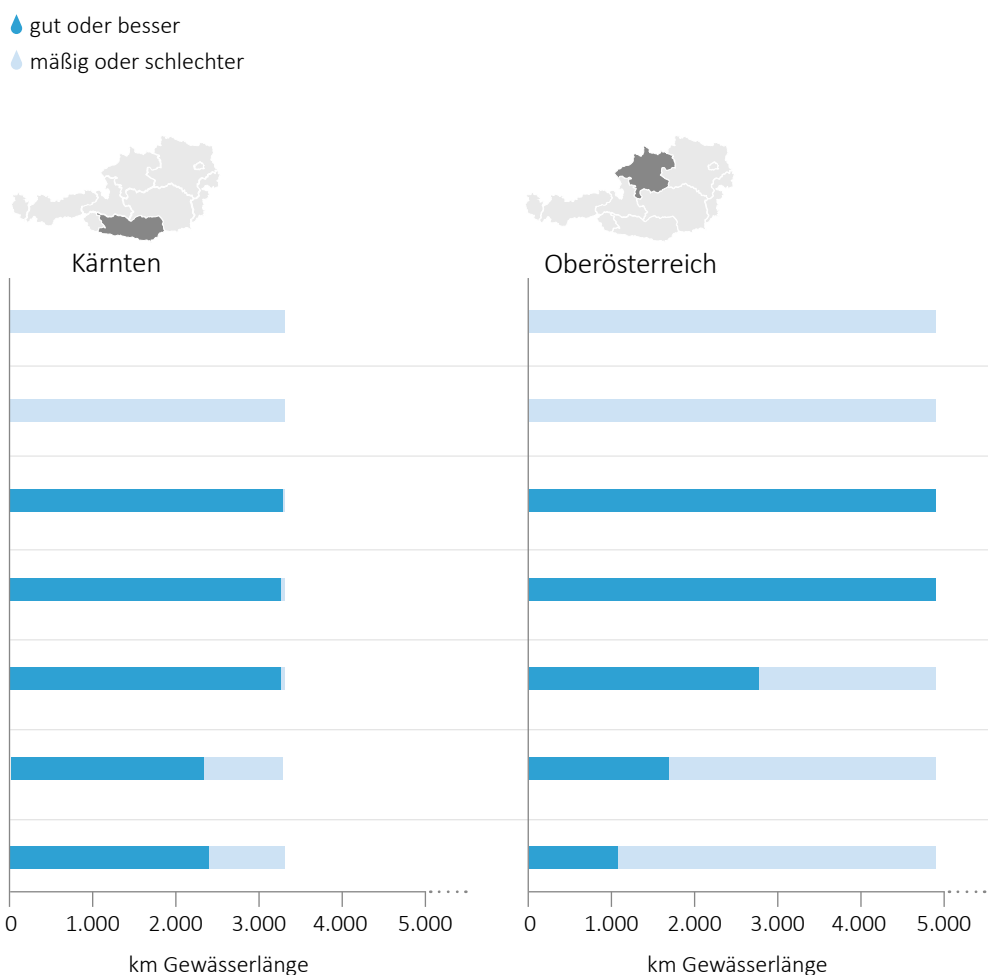 gut oder besser
mäßig oder schlechter
Kärnten
Oberösterreich
0 1.000 2.000 3.000 4.000 5.000
0 1.000 2.000 3.000 4.000 5.000
km Gewässerlänge
km Gewässerlänge